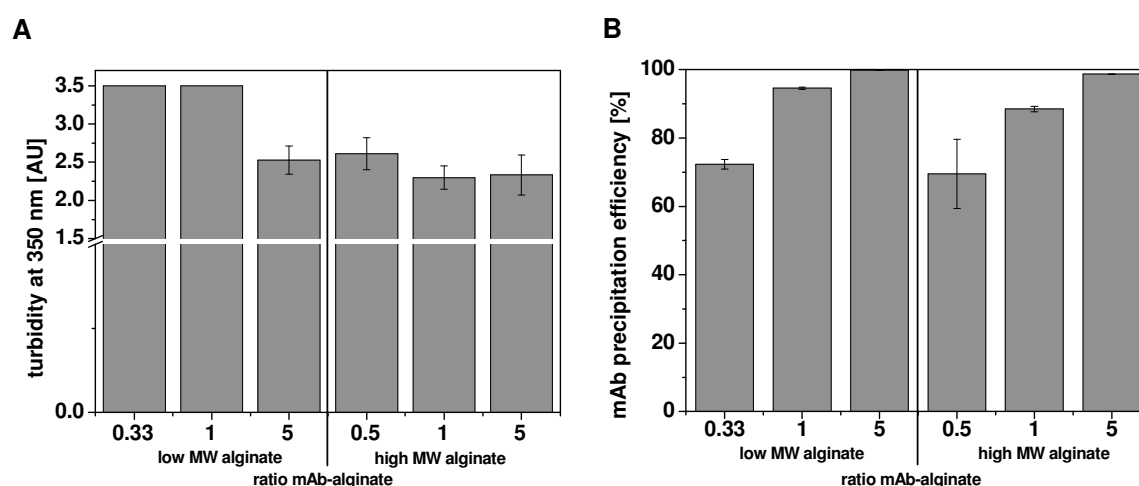 A
turbidity at 350 nm [AU]
3.5
3.0
2.5
2.0
1.5
0.0
0.33 1 5 0.5 1 5
low MW alginate high MW alginate
ratio mAb-alginate
B
mAb precipitation efficiency [%]
100
80
60
40
20
0
0.33 1 5 0.5 1 5
low MW alginate high MW alginate
ratio mAb-alginate